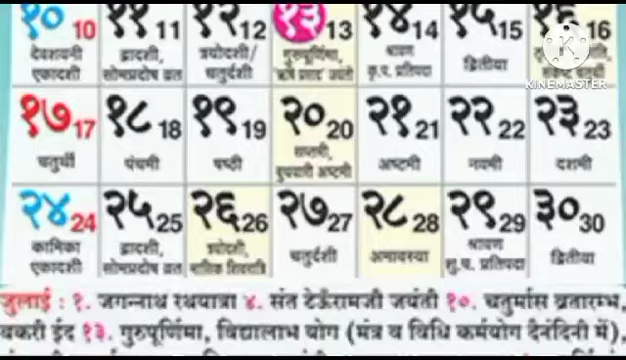 १० 10 ११ 11 १२ 12 १३ 13 १४ 14 १५ 15 १६ 16
देवशयनी द्वादशी, त्रयोदशी/ गुरुपूर्णिमा, श्रावण द्वितीया
एकादशी सोमप्रदोष व्रत चतुर्दशी जयंती कृ.प. प्रतिपदा
KINEMASTER
१७ 17 १८ 18 १९ 19 २० 20 २१ 21 २२ 22 २३ 23
चतुर्थी पंचमी षष्ठी सप्तमी, अष्टमी नवमी दशमी
बुधवारी अष्टमी
२४ 24 २५ 25 २६ 26 २७ 27 २८ 28 २९ 29 ३० 30
कामिका द्वादशी, त्रयोदशी, चतुर्दशी अमावस्या श्रावण द्वितीया
एकादशी सोमप्रदोष व्रत मासिक शिवरात्रि शु.प. प्रतिपदा
जुलाई : १. जगन्नाथ रथयात्रा ४. संत टेऊँरामजी जयंती १०. चतुर्मास व्रतारम्भ,
बकरी ईद १३. गुरुपूर्णिमा, विद्यालाभ योग (मंत्र व विधि कर्मयोग दैनंदिनी में),